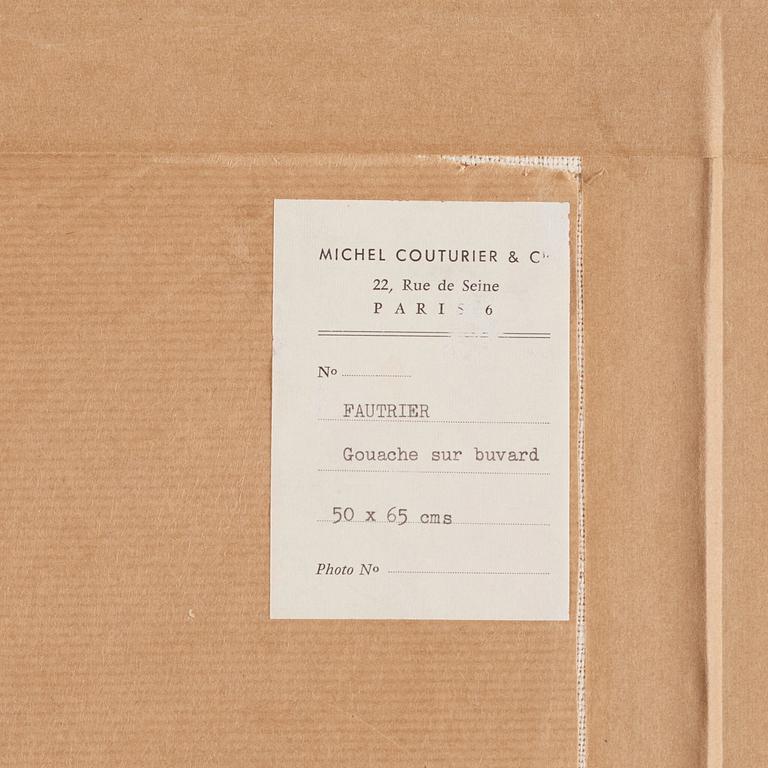 MICHEL COUTURIER & Cie
22, Rue de Seine
PARIS 6
No
FAUTRIER
Gouache sur buvard
50 x 65 cms
Photo No